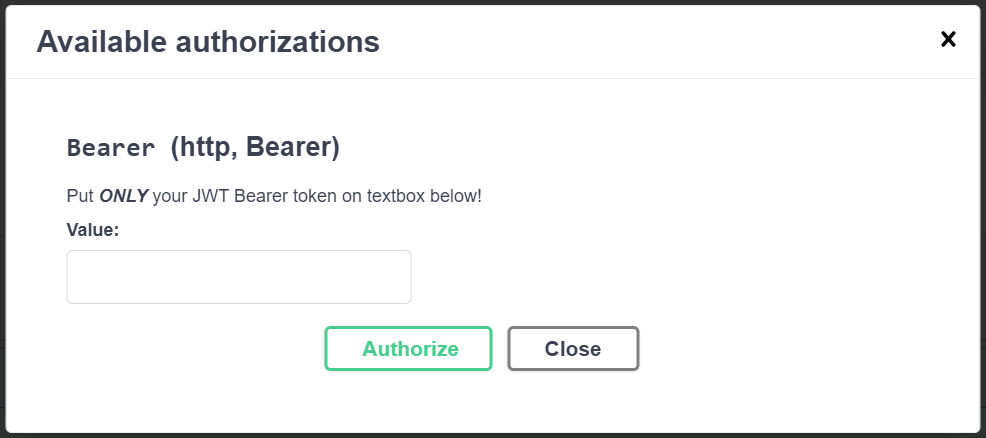 Available authorizations
Bearer (http, Bearer)
Put ONLY your JWT Bearer token on textbox below!
Value:
Authorize Close